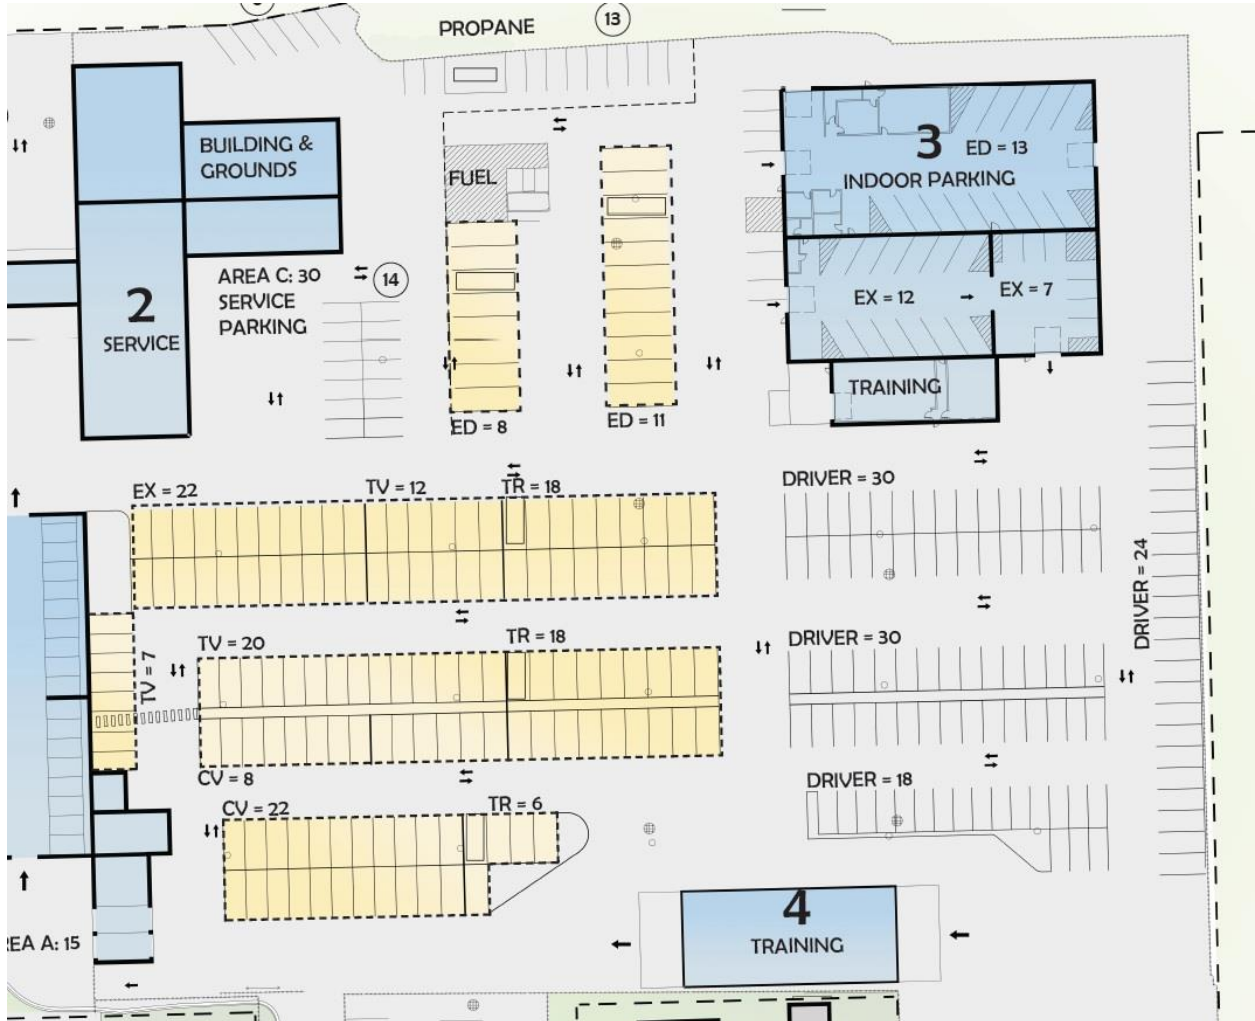 PROPANE
13
BUILDING &
GROUNDS
FUEL
3
ED = 13
INDOOR PARKING
AREA C: 30
SERVICE
PARKING
14
2
SERVICE
EX = 12
EX = 7
TRAINING
ED = 8
ED = 11
EX = 22
TV = 12
TR = 18
DRIVER = 30
DRIVER = 24
TV = 7
TV = 20
TR = 18
DRIVER = 30
CV = 8
CV = 22
TR = 6
DRIVER = 18
4
TRAINING
EA A: 15